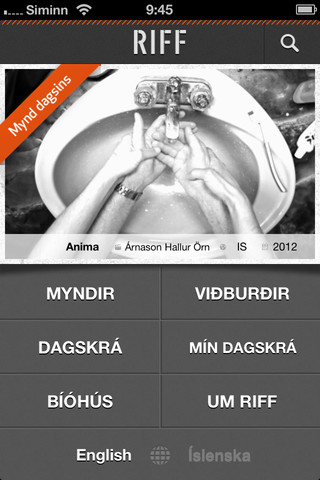 Siminn 9:45
RIFF
Mynd dagsins
Anima Árnason Hallur Örn IS 2012
MYNDIR VIÐBURÐIR
DAGSKRÁ MÍN DAGSKRÁ
BÍÓHÚS UM RIFF
English Íslenska